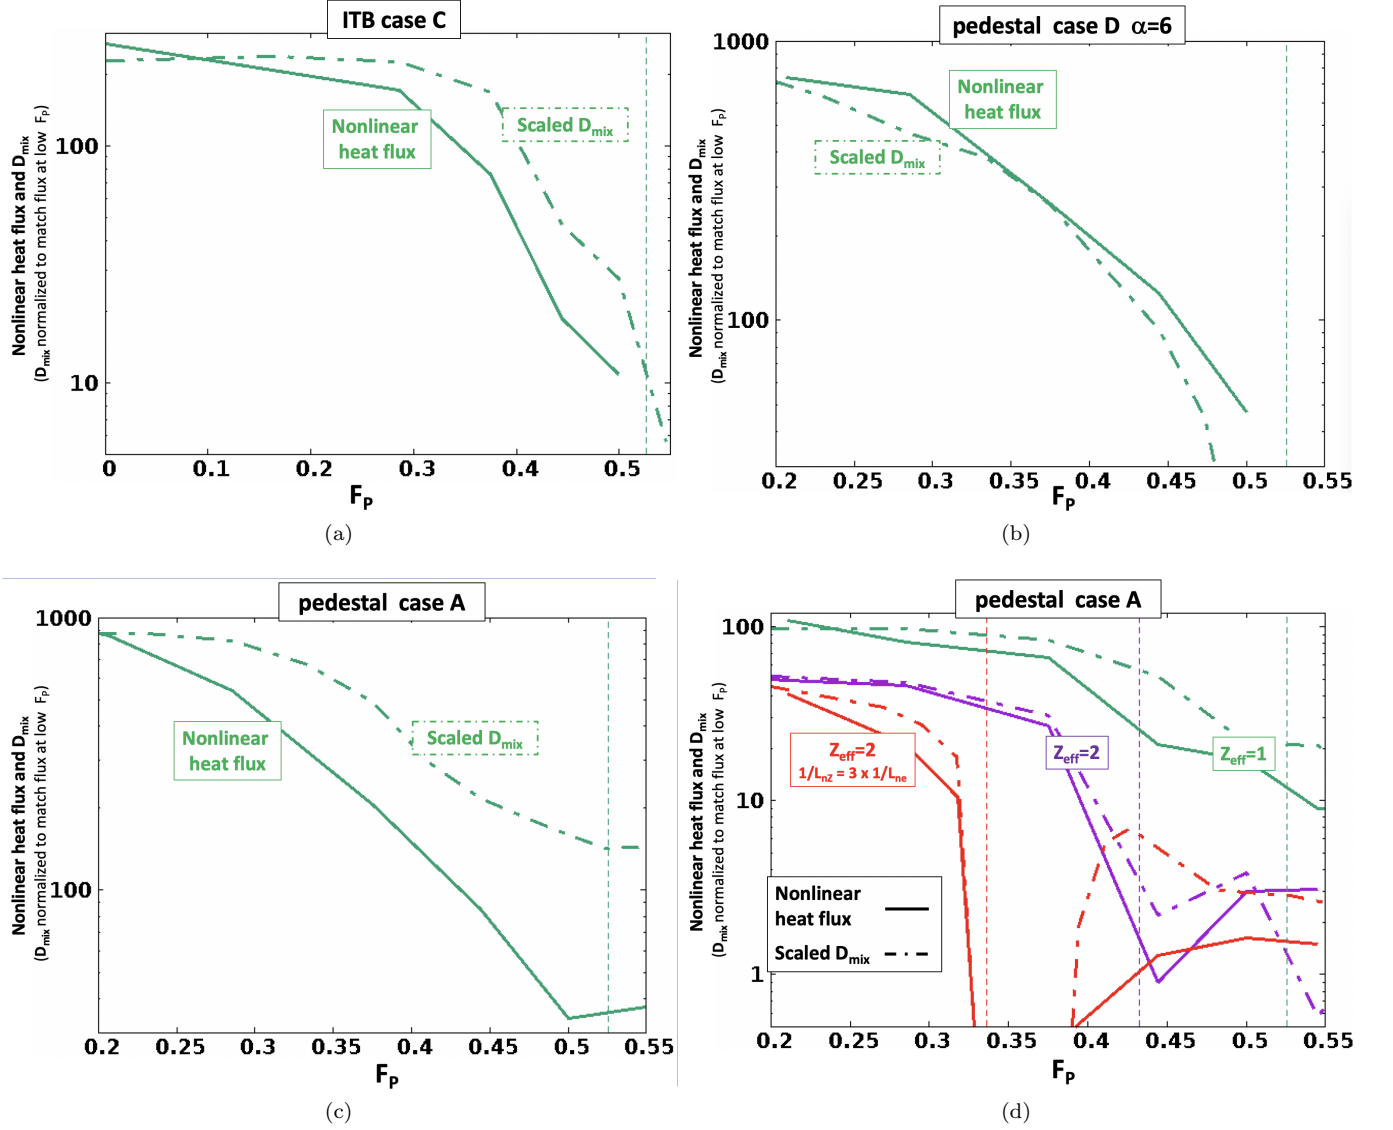 ITB case C
Nonlinear heat flux and Dmix
(Dmix normalized to match flux at low FP)
100
10
Nonlinear
heat flux
Scaled Dmix
0 0.1 0.2 0.3 0.4 0.5
FP
(a)
pedestal case D α=6
Nonlinear heat flux and Dmix
(Dmix normalized to match flux at low FP)
1000
100
Nonlinear
heat flux
Scaled Dmix
0.2 0.25 0.3 0.35 0.4 0.45 0.5 0.55
FP
(b)
pedestal case A
Nonlinear heat flux and Dmix
(Dmix normalized to match flux at low FP)
1000
100
Nonlinear
heat flux
Scaled Dmix
0.2 0.25 0.3 0.35 0.4 0.45 0.5 0.55
FP
(c)
pedestal case A
Nonlinear heat flux and Dmix
(Dmix normalized to match flux at low FP)
100
10
1
Zeff=2
1/LnZ = 3 x 1/Lne
Zeff=2
Zeff=1
Nonlinear
heat flux
Scaled Dmix
0.2 0.25 0.3 0.35 0.4 0.45 0.5 0.55
FP
(d)